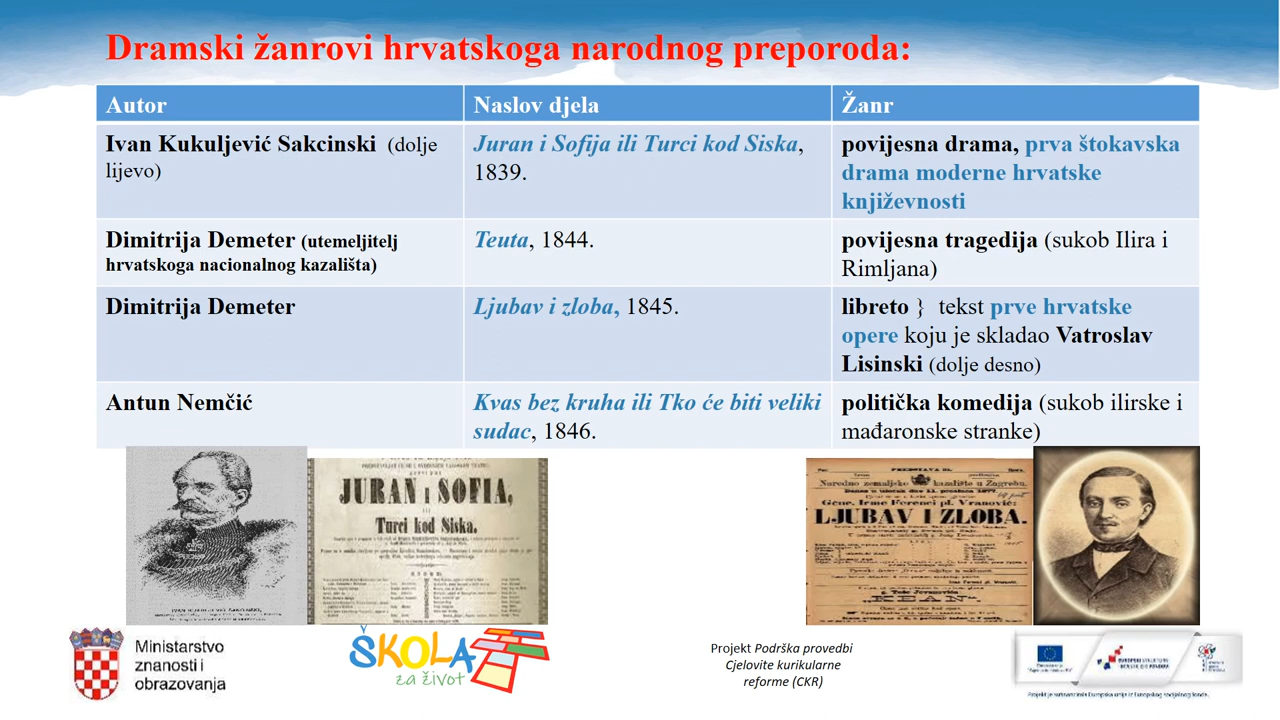 Dramski žanrovi hrvatskoga narodnog preporoda:
Autor
Naslov djela
Žanr
Ivan Kukuljević Sakcinski (dolje
lijevo)
Juran i Sofija ili Turci kod Siska,
1839.
povijesna drama, prva štokavska
drama moderne hrvatske
književnosti
Dimitrija Demeter (utemeljitelj
hrvatskoga nacionalnog kazališta)
Teuta, 1844.
povijesna tragedija (sukob Ilira i
Rimljana)
Dimitrija Demeter
Ljubav i zloba, 1845.
libreto } tekst prve hrvatske
opere koju je skladao Vatroslav
Lisinski (dolje desno)
Antun Nemčić
Kvas bez kruha ili Tko će biti veliki
sudac, 1846.
politička komedija (sukob ilirske i
mađaronske stranke)
JURAN i SOFIA,
Turci kod Siska.
PREDSTAVA
Narodno zemaljsko kazalište u Zagrebu.
LJUBAV I ZLOBA.
Ministarstvo
znanosti i
obrazovanja
ŠKOLA
za život
Projekt Podrška provedbi
Cjelovite kurikularne
reforme (CKR)